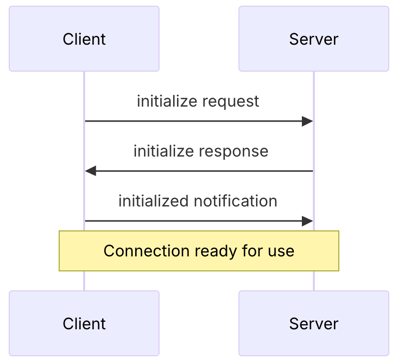 Client
Server
initialize request
initialize response
initialized notification
Connection ready for use
Client
Server